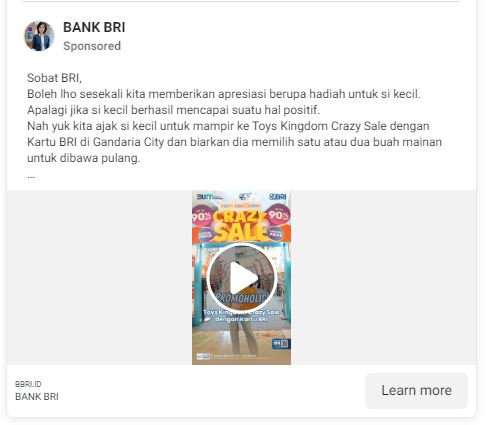 BANK BRI
Sponsored
Sobat BRI,
Boleh lho sesekali kita memberikan apresiasi berupa hadiah untuk si kecil.
Apalagi jika si kecil berhasil mencapai suatu hal positif.
Nah yuk kita ajak si kecil untuk mampir ke Toys Kingdom Crazy Sale dengan
Kartu BRI di Gandaria City dan biarkan dia memilih satu atau dua buah mainan
untuk dibawa pulang.
...
BRI
TOYS KINGDOM
90% CRAZY 90%
SALE
PROMOHOLIC
Toys Kingdom Crazy Sale
dengan Kartu BRI
BBRI.ID
BANK BRI
Learn more